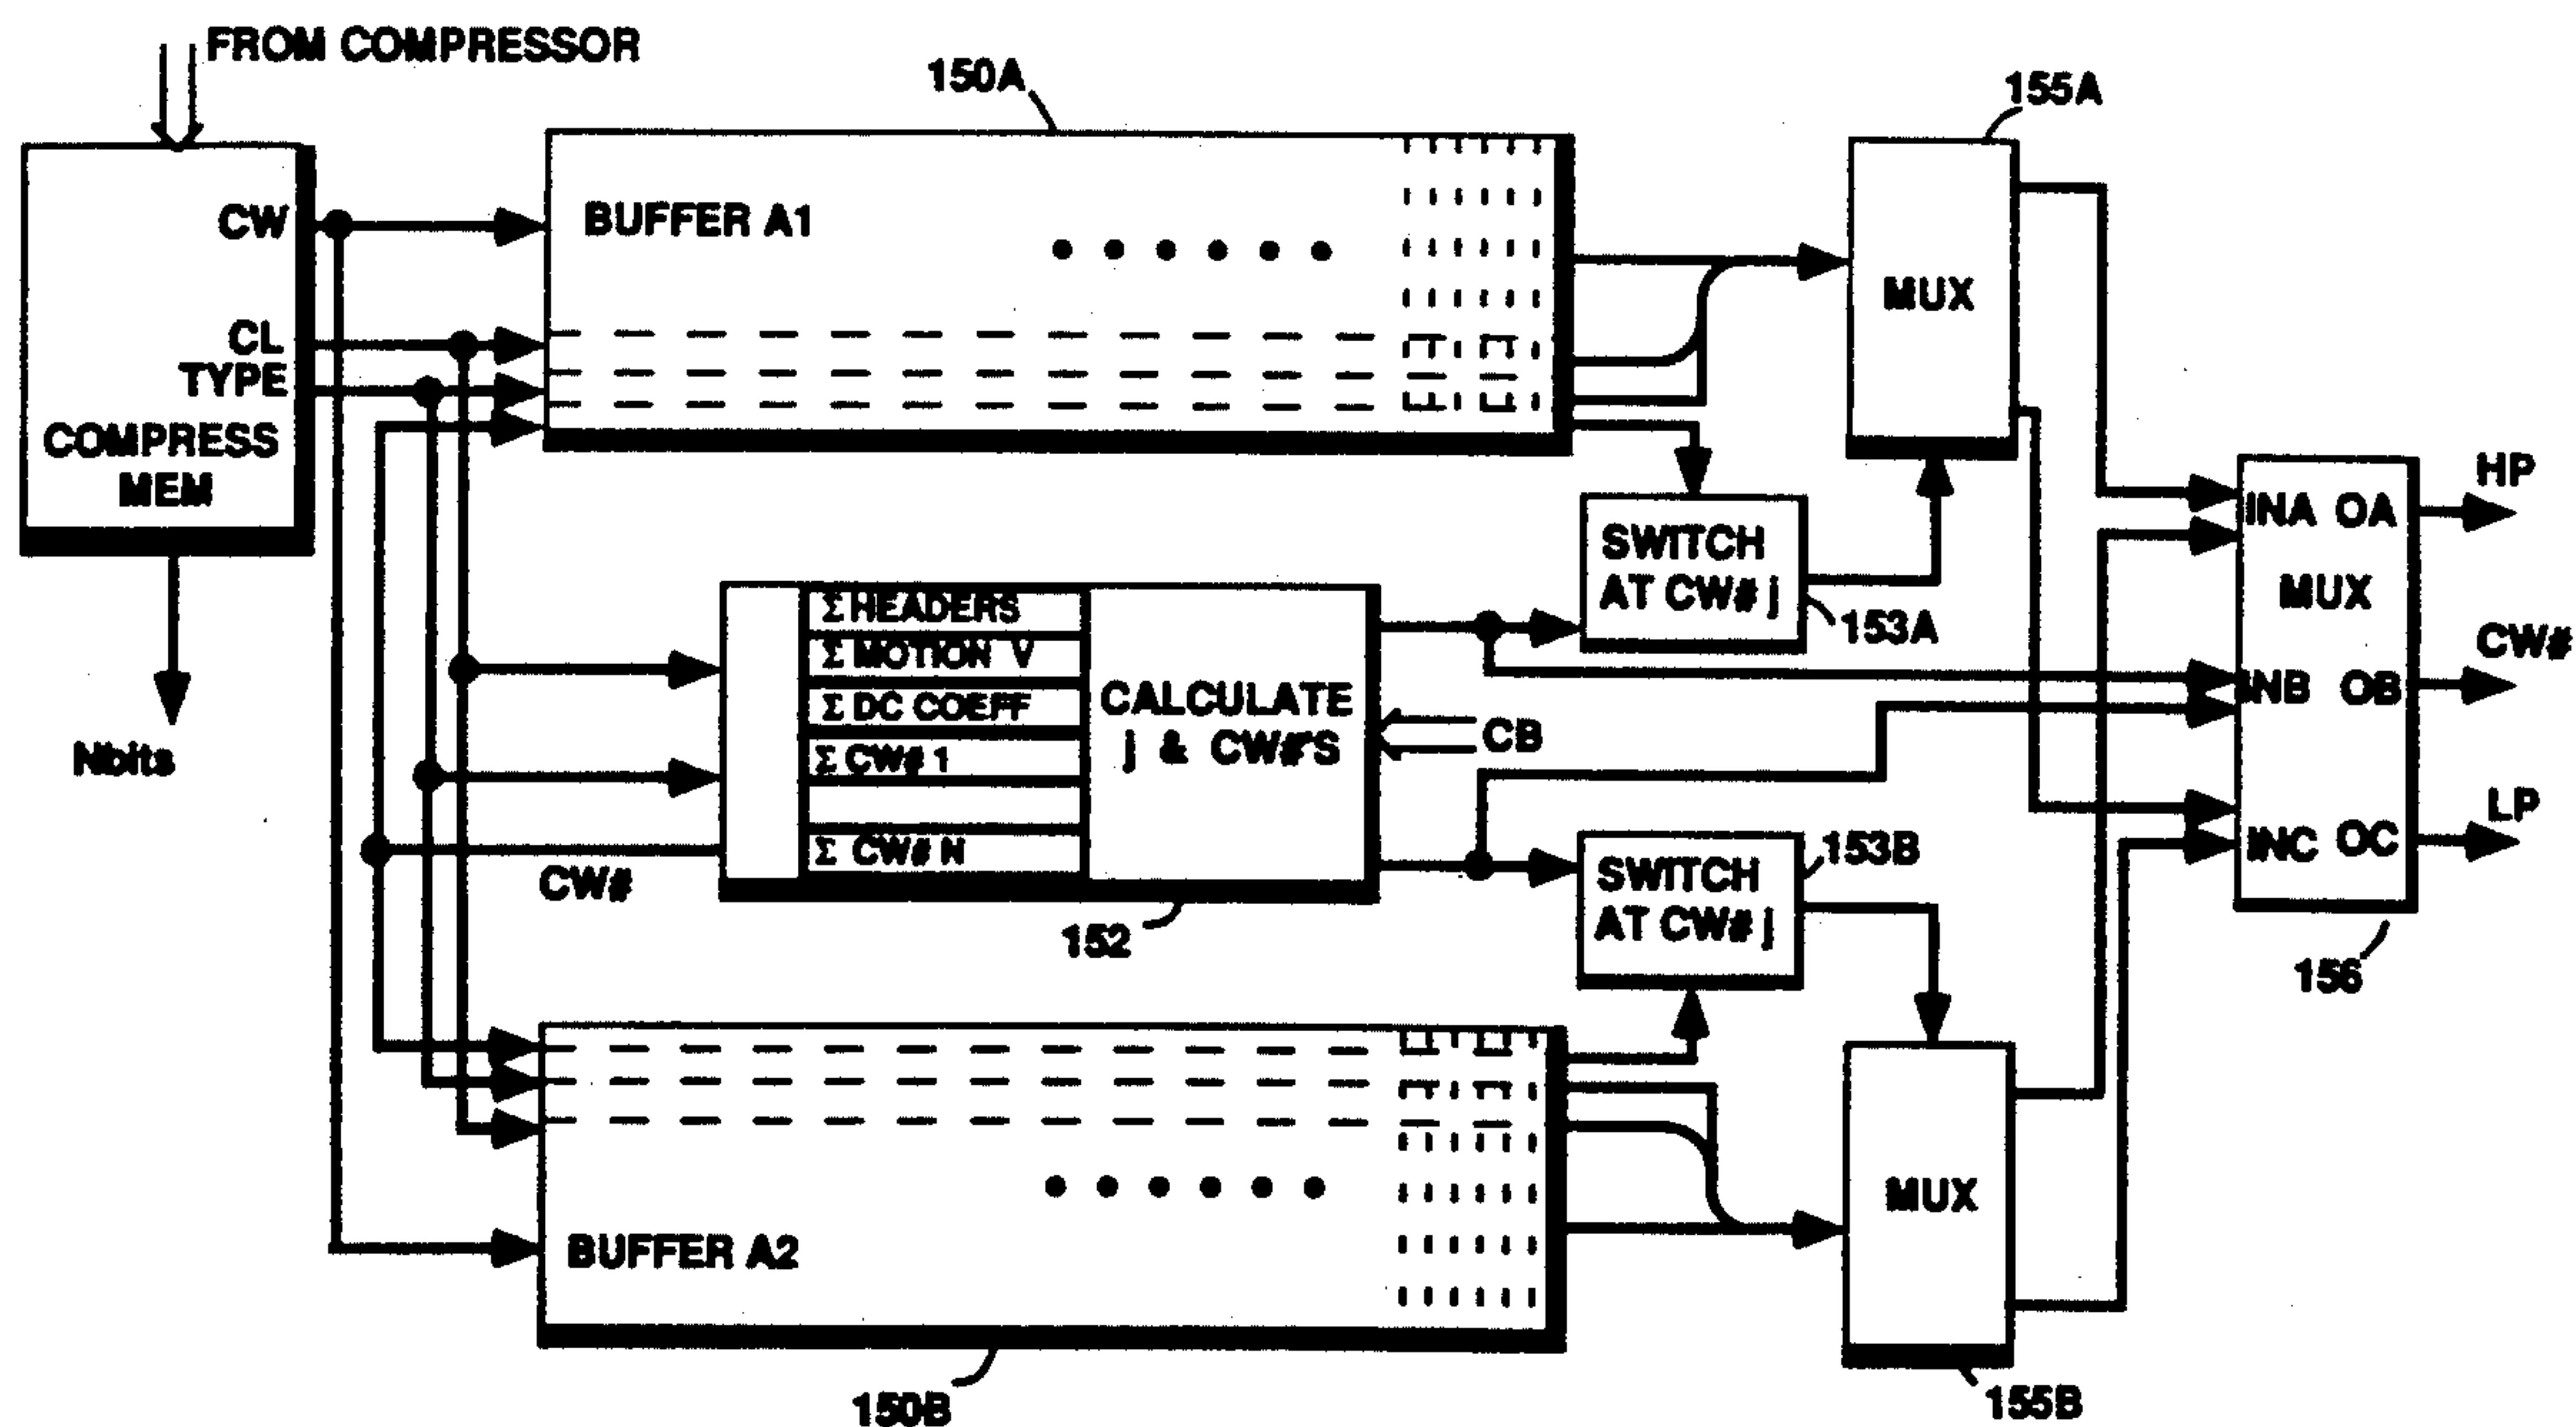 FROM COMPRESSOR
CW
CL
TYPE
COMPRESS
MEM
Nbits
150A
BUFFER A1
155A
MUX
SWITCH
AT CW# j
153A
Σ HEADERS
Σ MOTION V
Σ DC COEFF
Σ CW# 1
Σ CW# N
CALCULATE
j & CW#'S
CB
CW#
152
SWITCH
AT CW# j
153B
INA OA
MUX
INB OB
INC OC
HP
CW#
LP
156
BUFFER A2
150B
MUX
155B